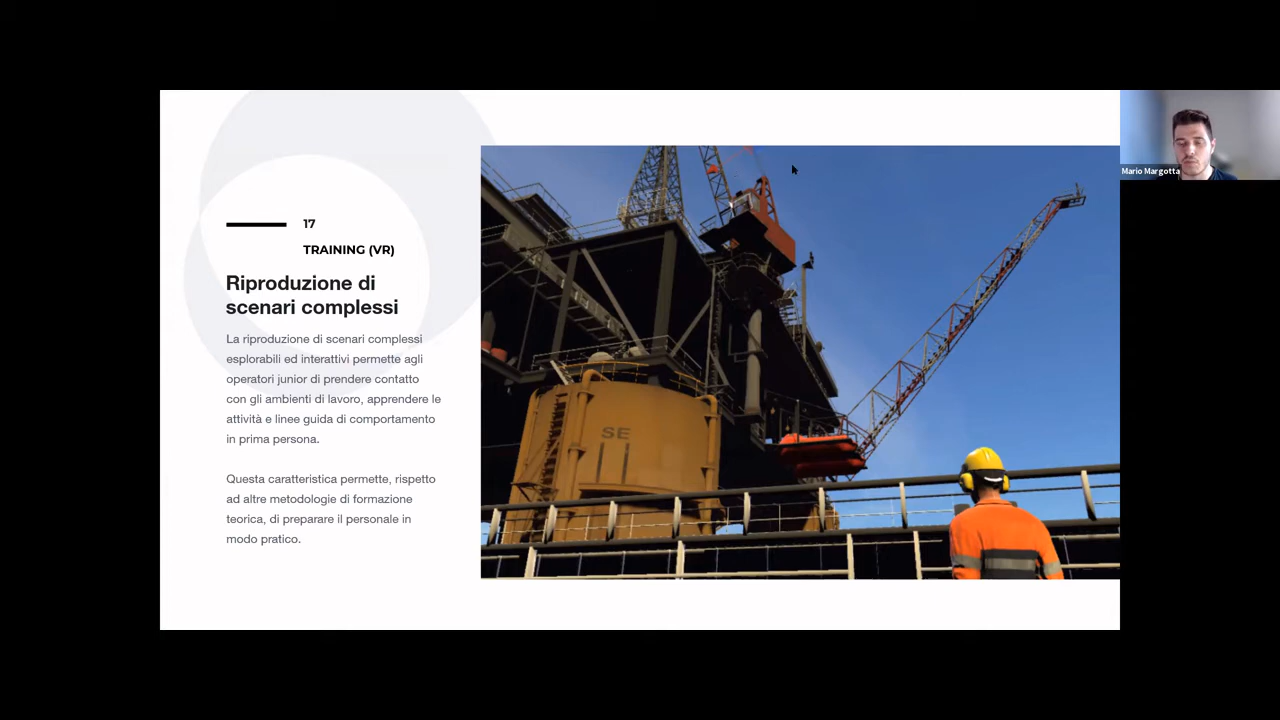 17
TRAINING (VR)
Riproduzione di
scenari complessi
La riproduzione di scenari complessi
esplorabili ed interattivi permette agli
operatori junior di prendere contatto
con gli ambienti di lavoro, apprendere le
attività e linee guida di comportamento
in prima persona.
Questa caratteristica permette, rispetto
ad altre metodologie di formazione
teorica, di preparare il personale in
modo pratico.
SE
Mario Margotta